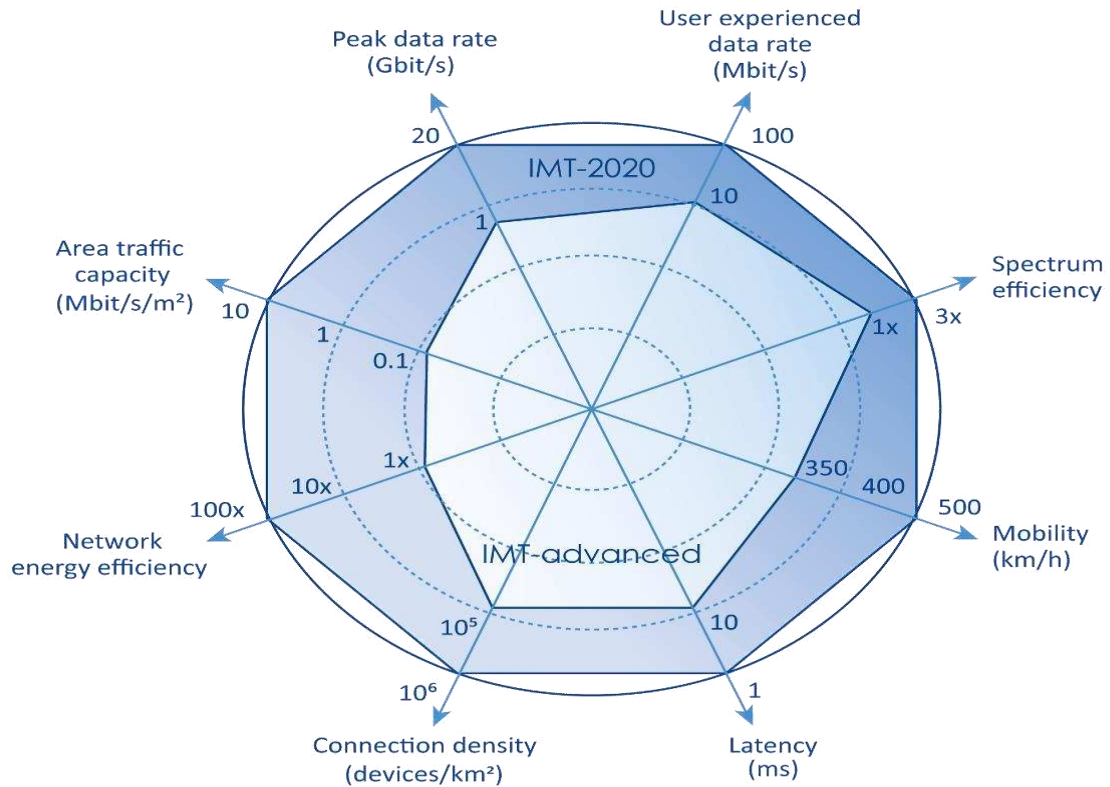 Peak data rate
(Gbit/s)
User experienced
data rate
(Mbit/s)
20
100
IMT-2020
1
10
Area traffic
capacity
(Mbit/s/m²)
Spectrum
efficiency
10
1
0.1
1x
3x
1x
10x
100x
350
400
500
Network
energy efficiency
Mobility
(km/h)
IMT-advanced
10⁵
10
10⁶
1
Connection density
(devices/km²)
Latency
(ms)